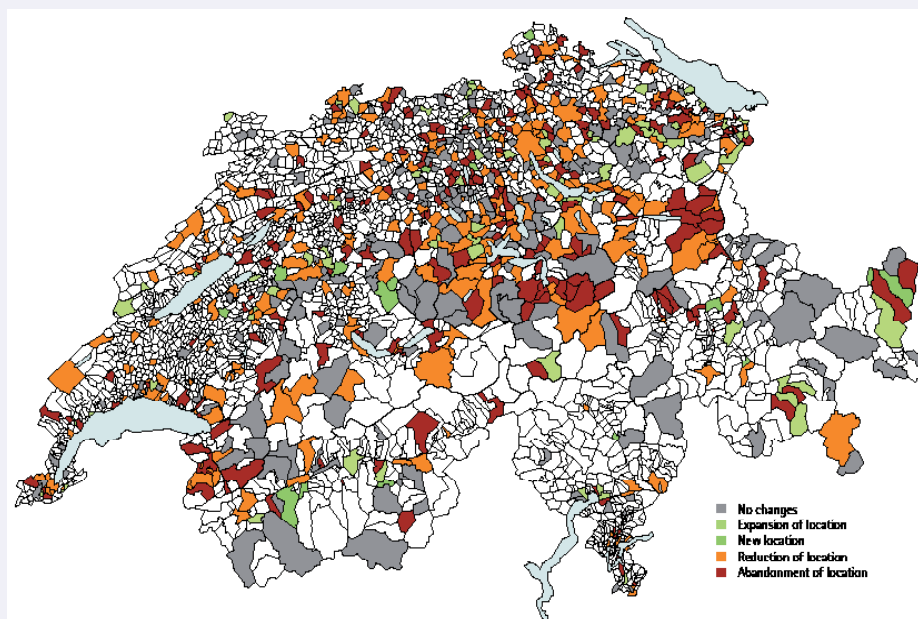 No changes
Expansion of location
New location
Reduction of location
Abandonment of location